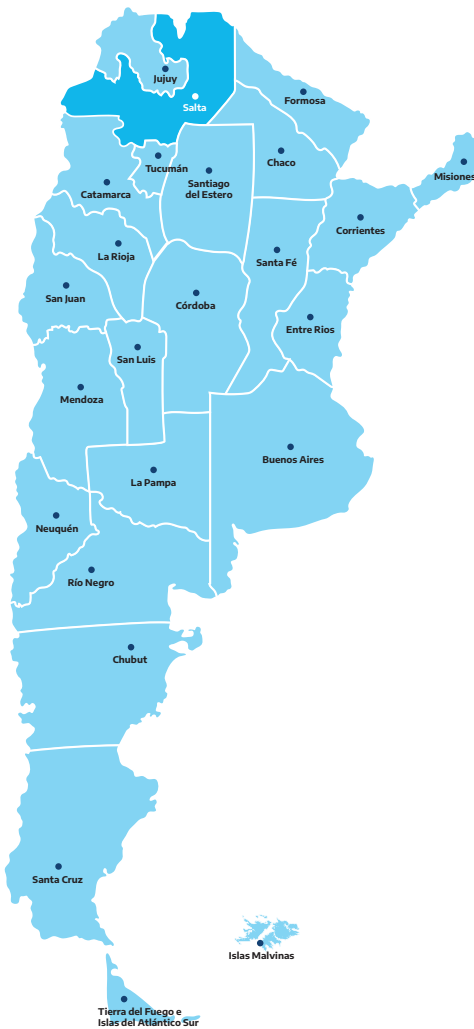 Jujuy
Salta
Formosa
Tucumán
Chaco
Misiones
Catamarca
Santiago
del Estero
Corrientes
La Rioja
Santa Fé
San Juan
Córdoba
Entre Rios
San Luis
Mendoza
Buenos Aires
La Pampa
Neuquén
Río Negro
Chubut
Santa Cruz
Islas Malvinas
Tierra del Fuego e
Islas del Atlántico Sur